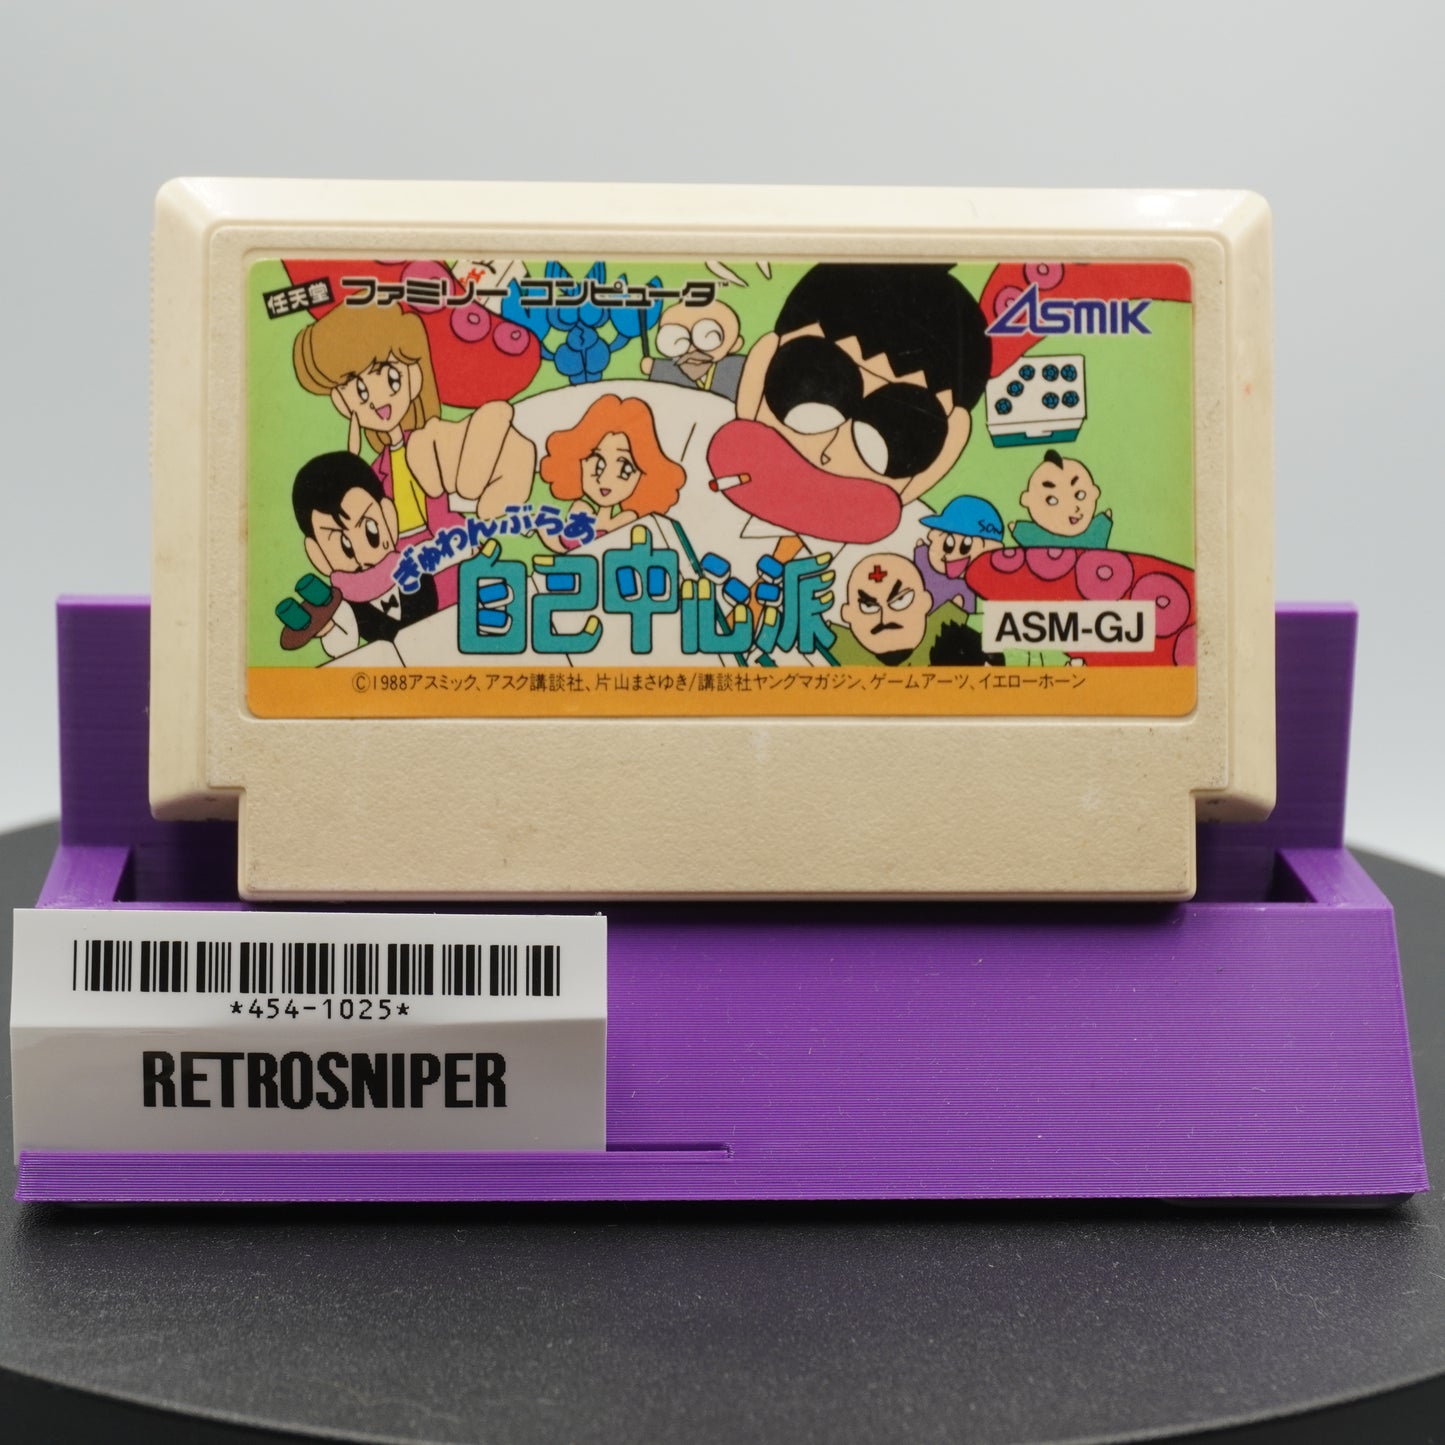 任天堂 ファミリー コンピュータ™
ASMIK
ぎゅわんぶらあ
自己中心派
ASM-GJ
©1988アスミック、アスク講談社、片山まさゆき/講談社ヤングマガジン、ゲームアーツ、イエローホーン
*454-1025*
RETROSNIPER